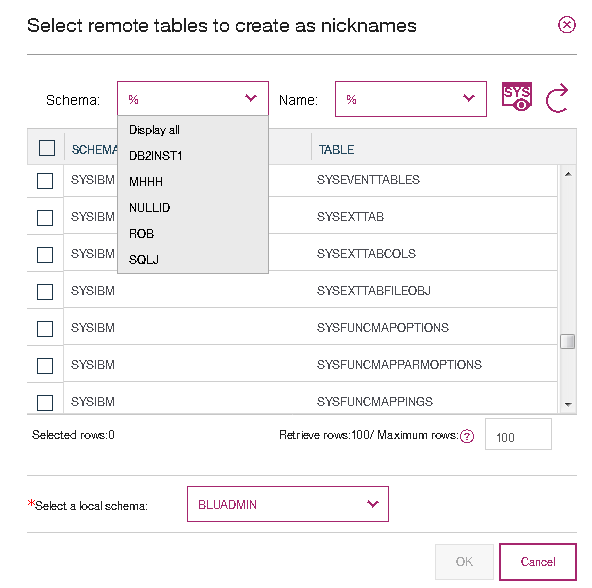 Select remote tables to create as nicknames
Schema: % Name: % SYS
SCHEMA TABLE
Display all
DB2INST1
MHHH
NULLID
ROB
SQLJ
SYSIBM SYSEVENTTABLES
SYSIBM SYSEXTTAB
SYSIBM SYSEXTTABCOLS
SYSIBM SYSEXTTABFILEOBJ
SYSIBM SYSFUNCMAPOPTIONS
SYSIBM SYSFUNCMAPPARMOPTIONS
SYSIBM SYSFUNCMAPPINGS
Selected rows:0 Retrieve rows:100/ Maximum rows: ? 100
*Select a local schema: BLUADMIN
OK Cancel